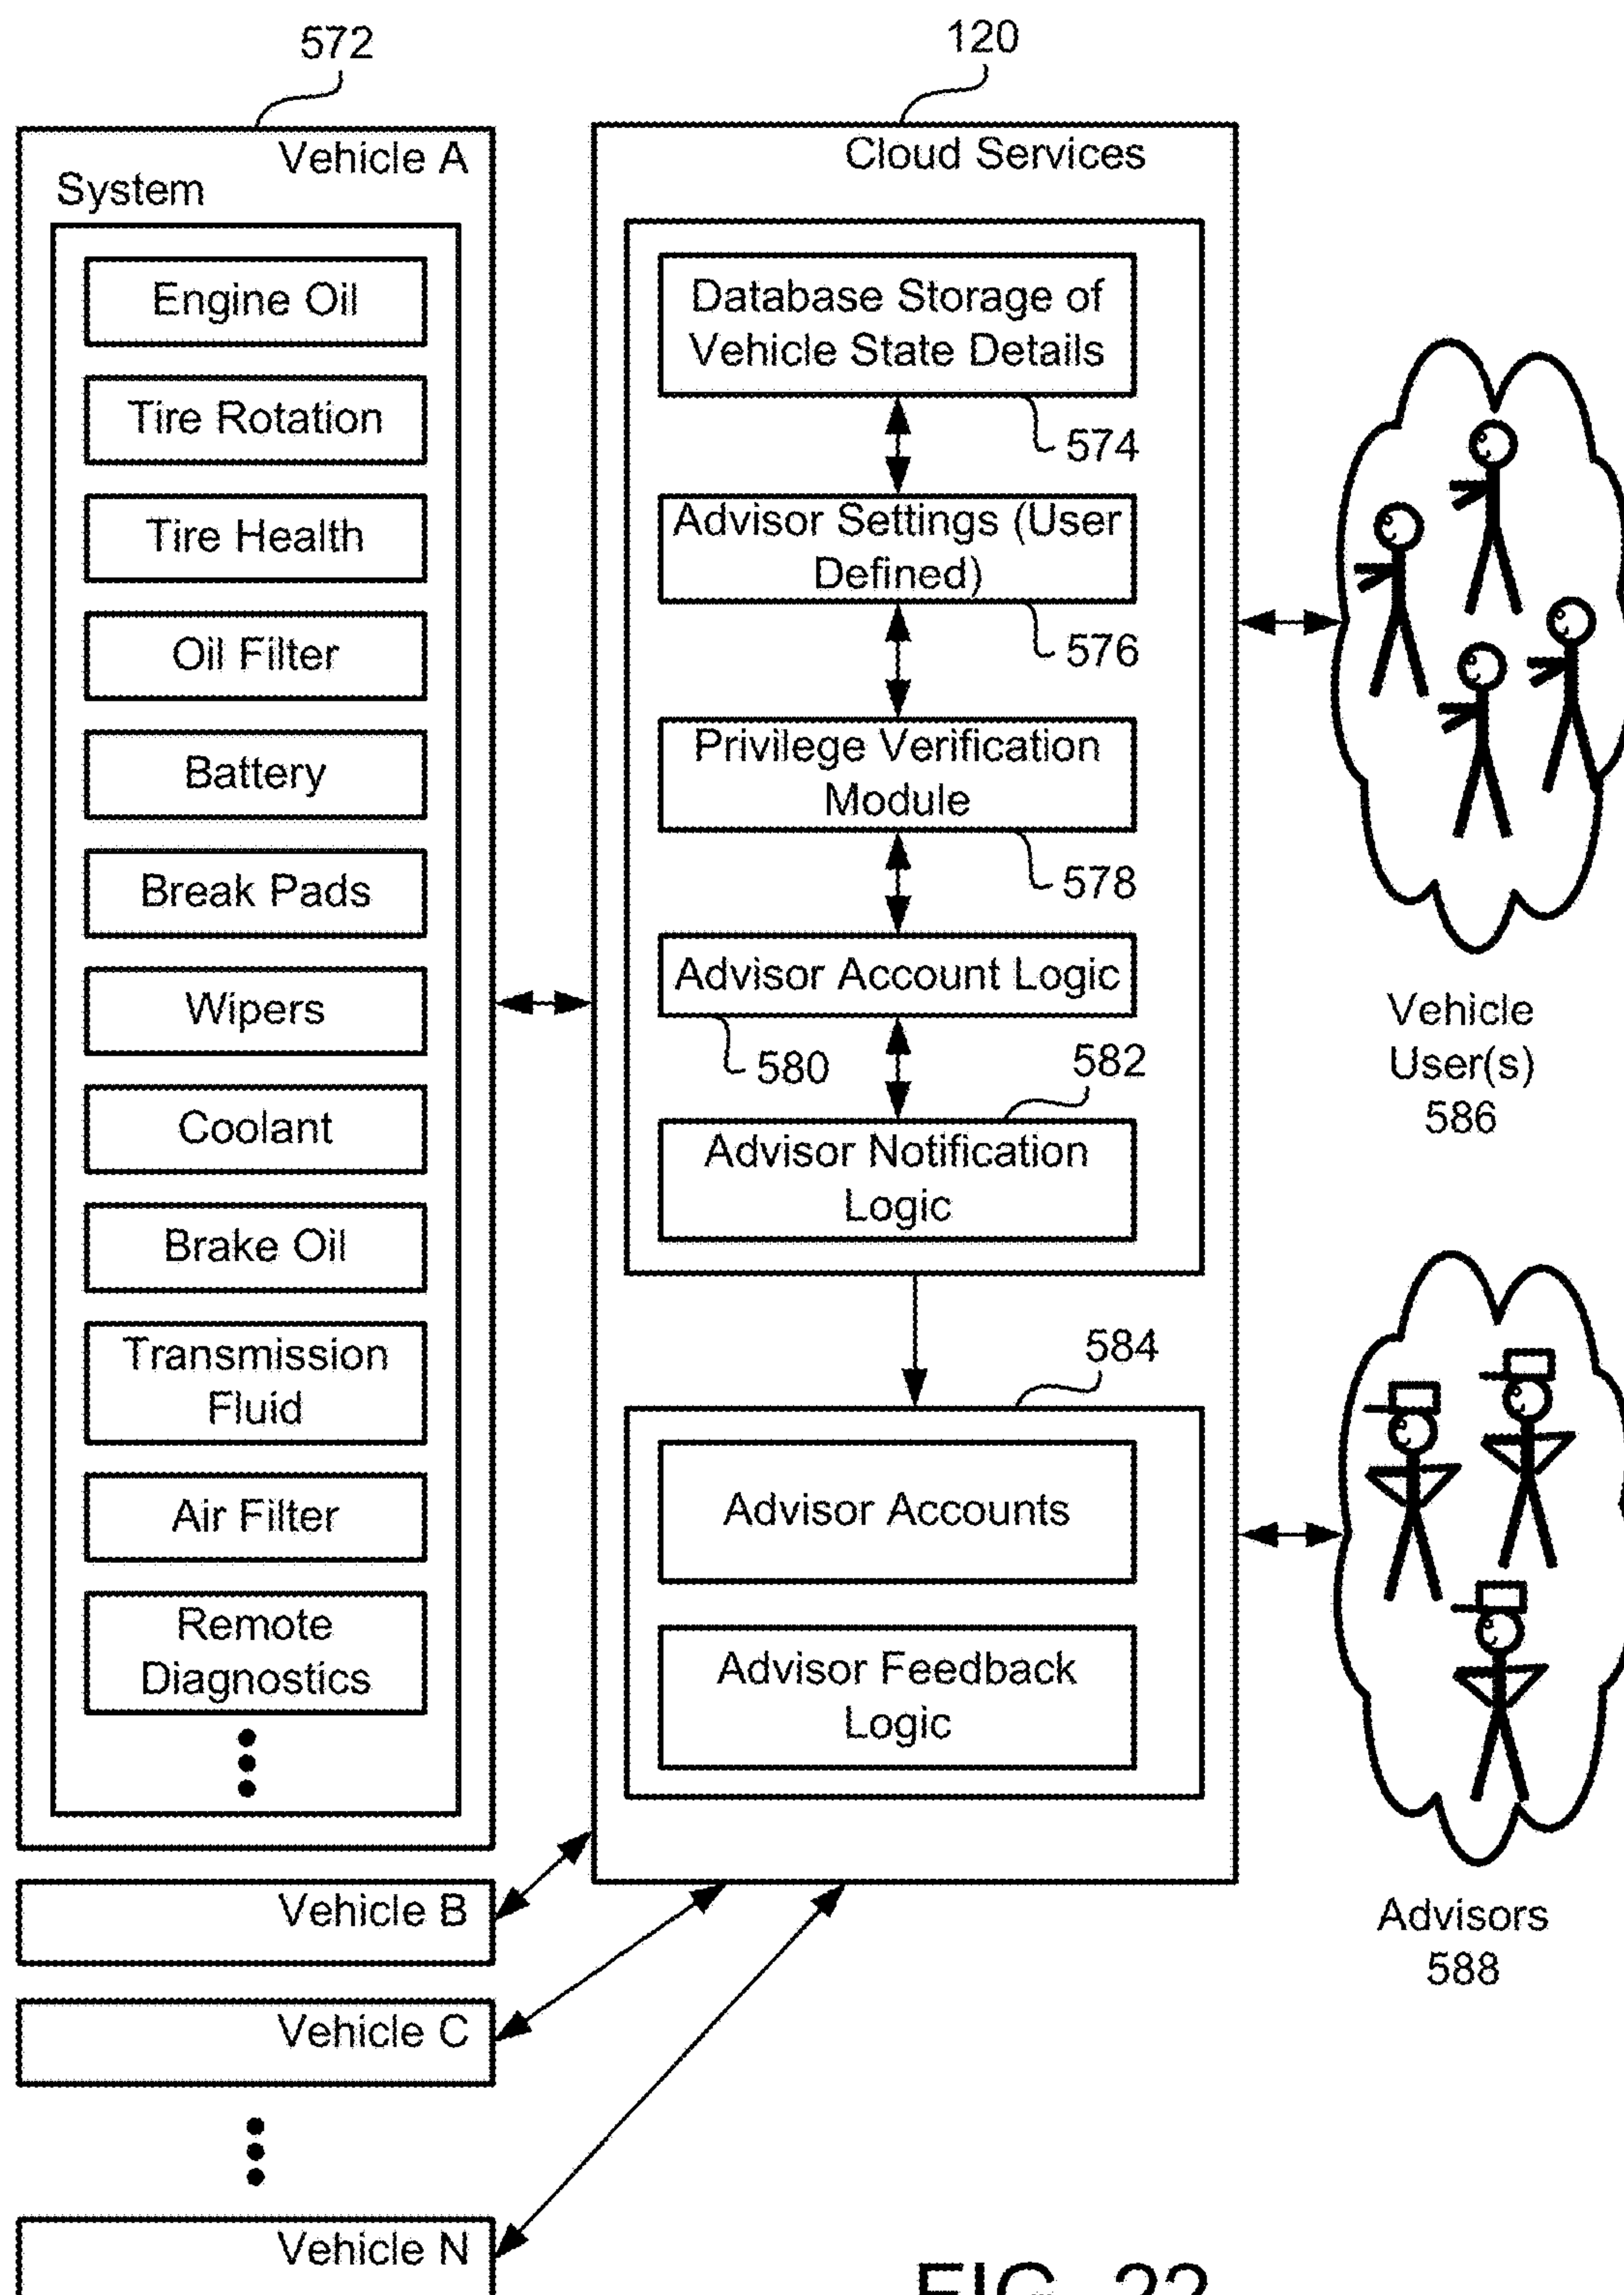 572
Vehicle A
System
Engine Oil
Tire Rotation
Tire Health
Oil Filter
Battery
Break Pads
Wipers
Coolant
Brake Oil
Transmission
Fluid
Air Filter
Remote
Diagnostics
Vehicle B
Vehicle C
Vehicle N
120
Cloud Services
Database Storage of
Vehicle State Details
574
Advisor Settings (User
Defined)
576
Privilege Verification
Module
578
Advisor Account Logic
580
582
Advisor Notification
Logic
584
Advisor Accounts
Advisor Feedback
Logic
Vehicle
User(s)
586
Advisors
588
FIG. 22